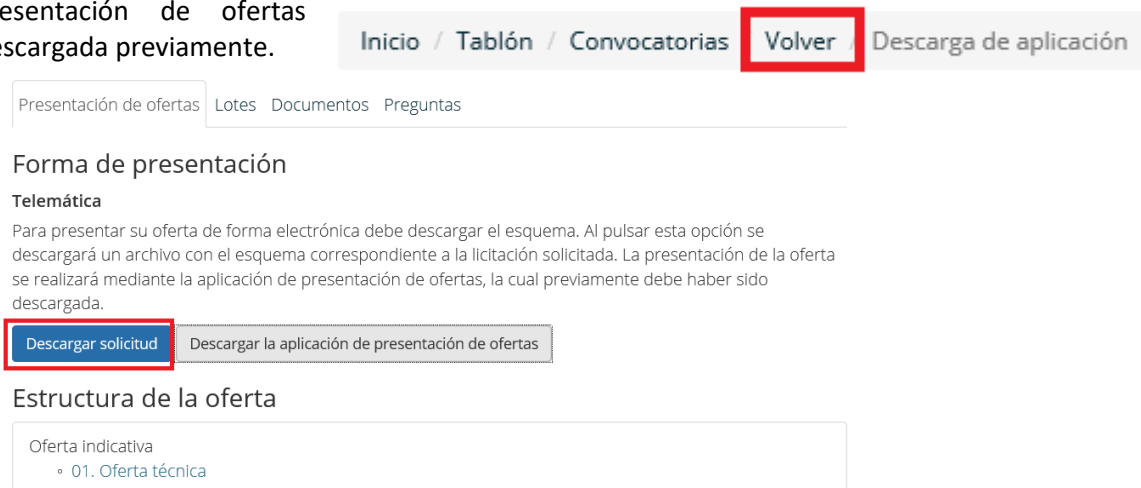 presentación de ofertas
descargada previamente.
Inicio / Tablón / Convocatorias / Volver / Descarga de aplicación
Presentación de ofertas Lotes Documentos Preguntas
Forma de presentación
Telemática
Para presentar su oferta de forma electrónica debe descargar el esquema. Al pulsar esta opción se
descargará un archivo con el esquema correspondiente a la licitación solicitada. La presentación de la oferta
se realizará mediante la aplicación de presentación de ofertas, la cual previamente debe haber sido
descargada.
Descargar solicitud Descargar la aplicación de presentación de ofertas
Estructura de la oferta
Oferta indicativa
◦ 01. Oferta técnica